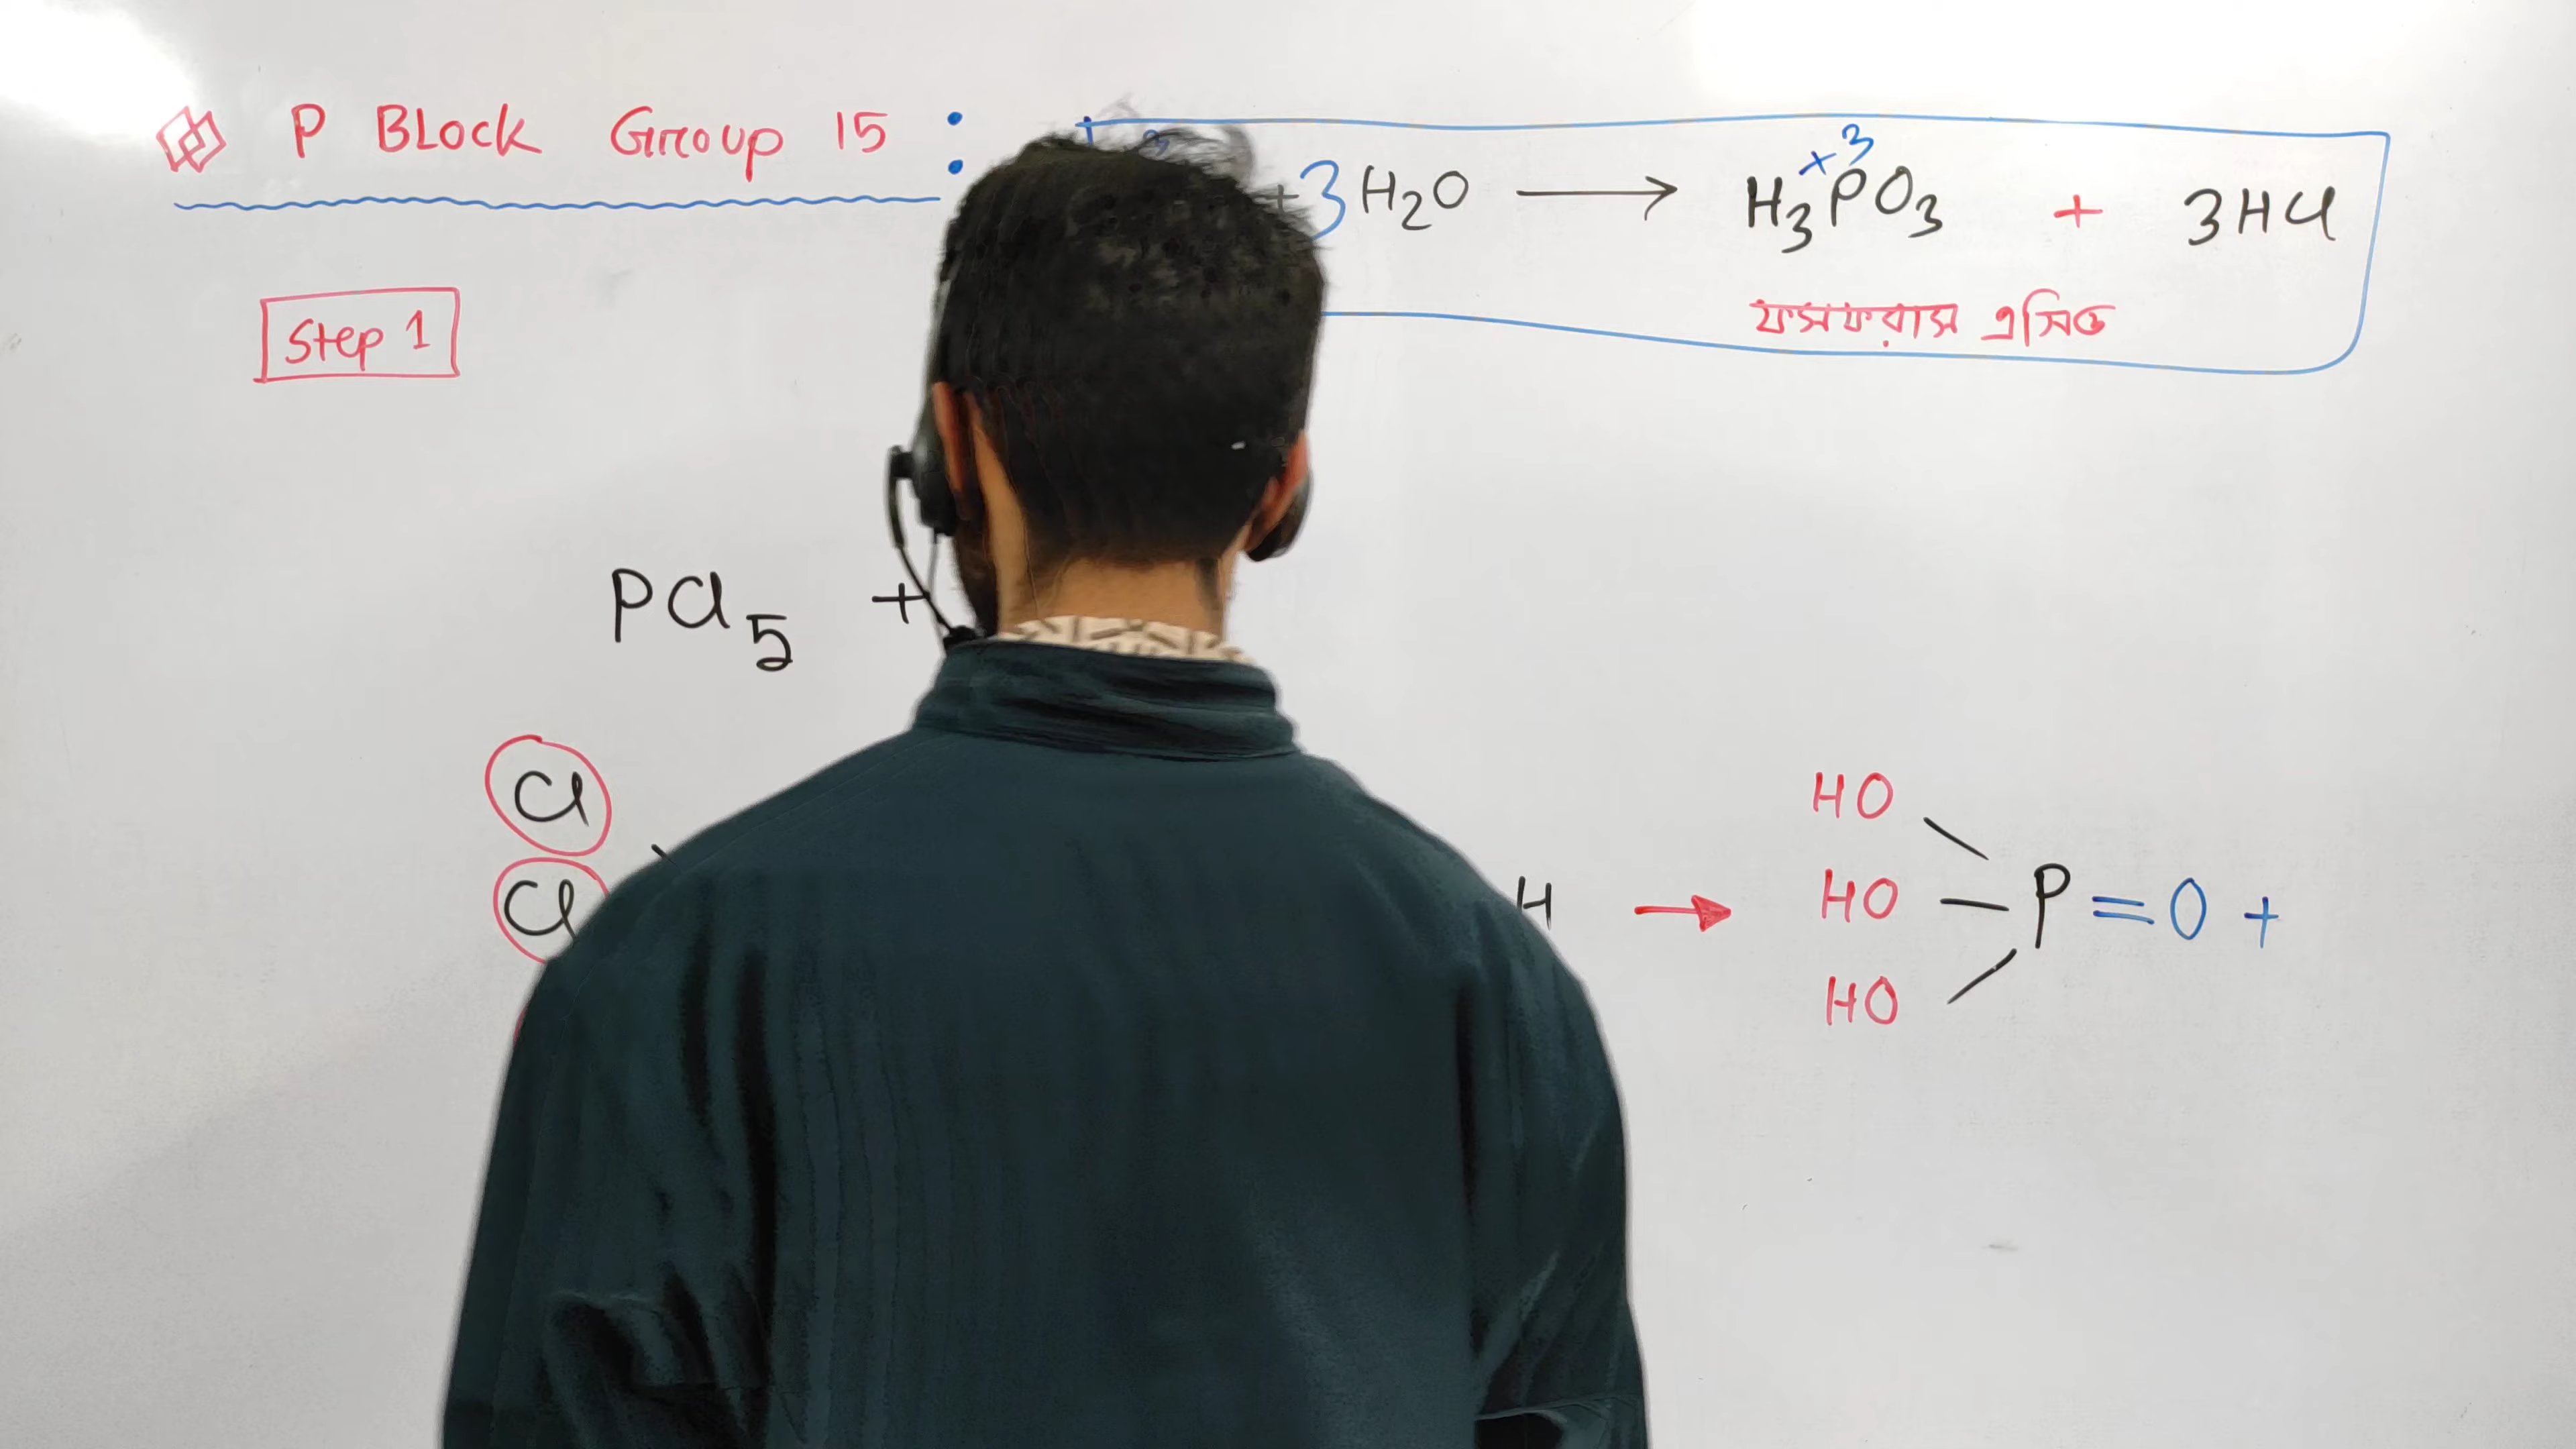 P Block Group 15 :
+3H₂O ⟶ H₃PO₃ + 3HCl
+3
ফসফরাস এসিড
Step 1
PCl₅ +
Cl
Cl
H → HO HO HO P = O +